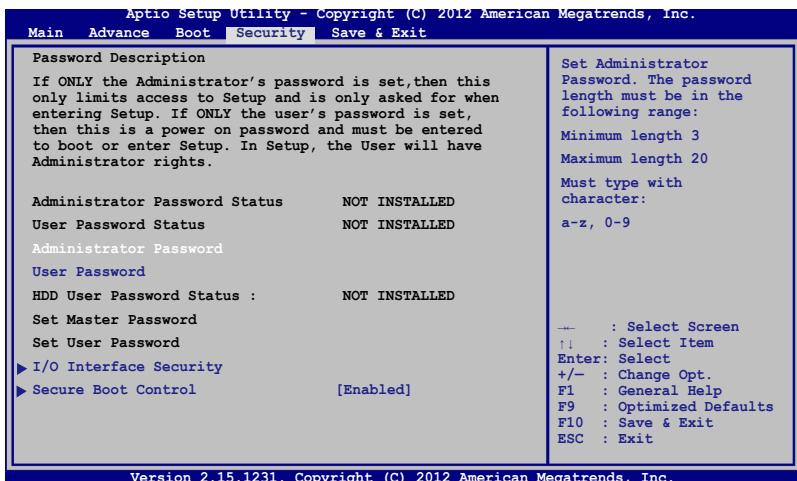 Aptio Setup Utility - Copyright (C) 2012 American Megatrends, Inc.
Main Advance Boot Security Save & Exit
Password Description
If ONLY the Administrator's password is set,then this
only limits access to Setup and is only asked for when
entering Setup. If ONLY the user's password is set,
then this is a power on password and must be entered
to boot or enter Setup. In Setup, the User will have
Administrator rights.
Administrator Password Status NOT INSTALLED
User Password Status NOT INSTALLED
Administrator Password
User Password
HDD User Password Status : NOT INSTALLED
Set Master Password
Set User Password
I/O Interface Security
Secure Boot Control [Enabled]
Set Administrator
Password. The password
length must be in the
following range:
Minimum length 3
Maximum length 20
Must type with
character:
a-z, 0-9
→← : Select Screen
↑↓ : Select Item
Enter: Select
+/— : Change Opt.
F1 : General Help
F9 : Optimized Defaults
F10 : Save & Exit
ESC : Exit
Version 2.15.1231. Copyright (C) 2012 American Megatrends, Inc.